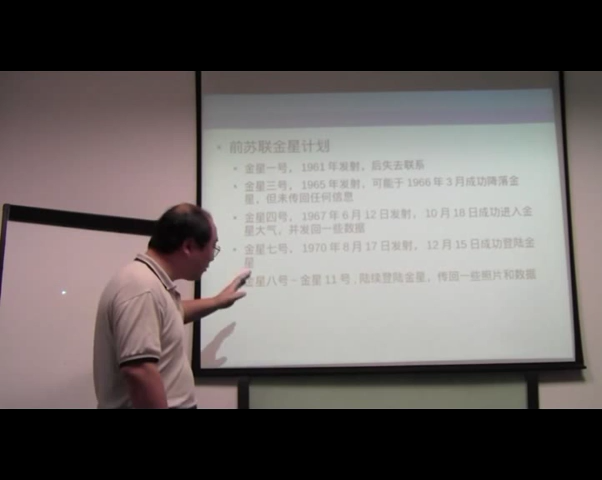 前苏联金星计划
金星一号，1961 年发射，后失去联系
金星三号，1965 年发射，可能于 1966 年 3 月成功降落金
星，但未传回任何信息
金星四号，1967 年 6 月 12 日发射，10 月 18 日成功进入金
星大气，并发回一些数据
金星七号，1970 年 8 月 17 日发射，12 月 15 日成功登陆金
星
金星八号 – 金星 11 号 , 陆续登陆金星，传回一些照片和数据